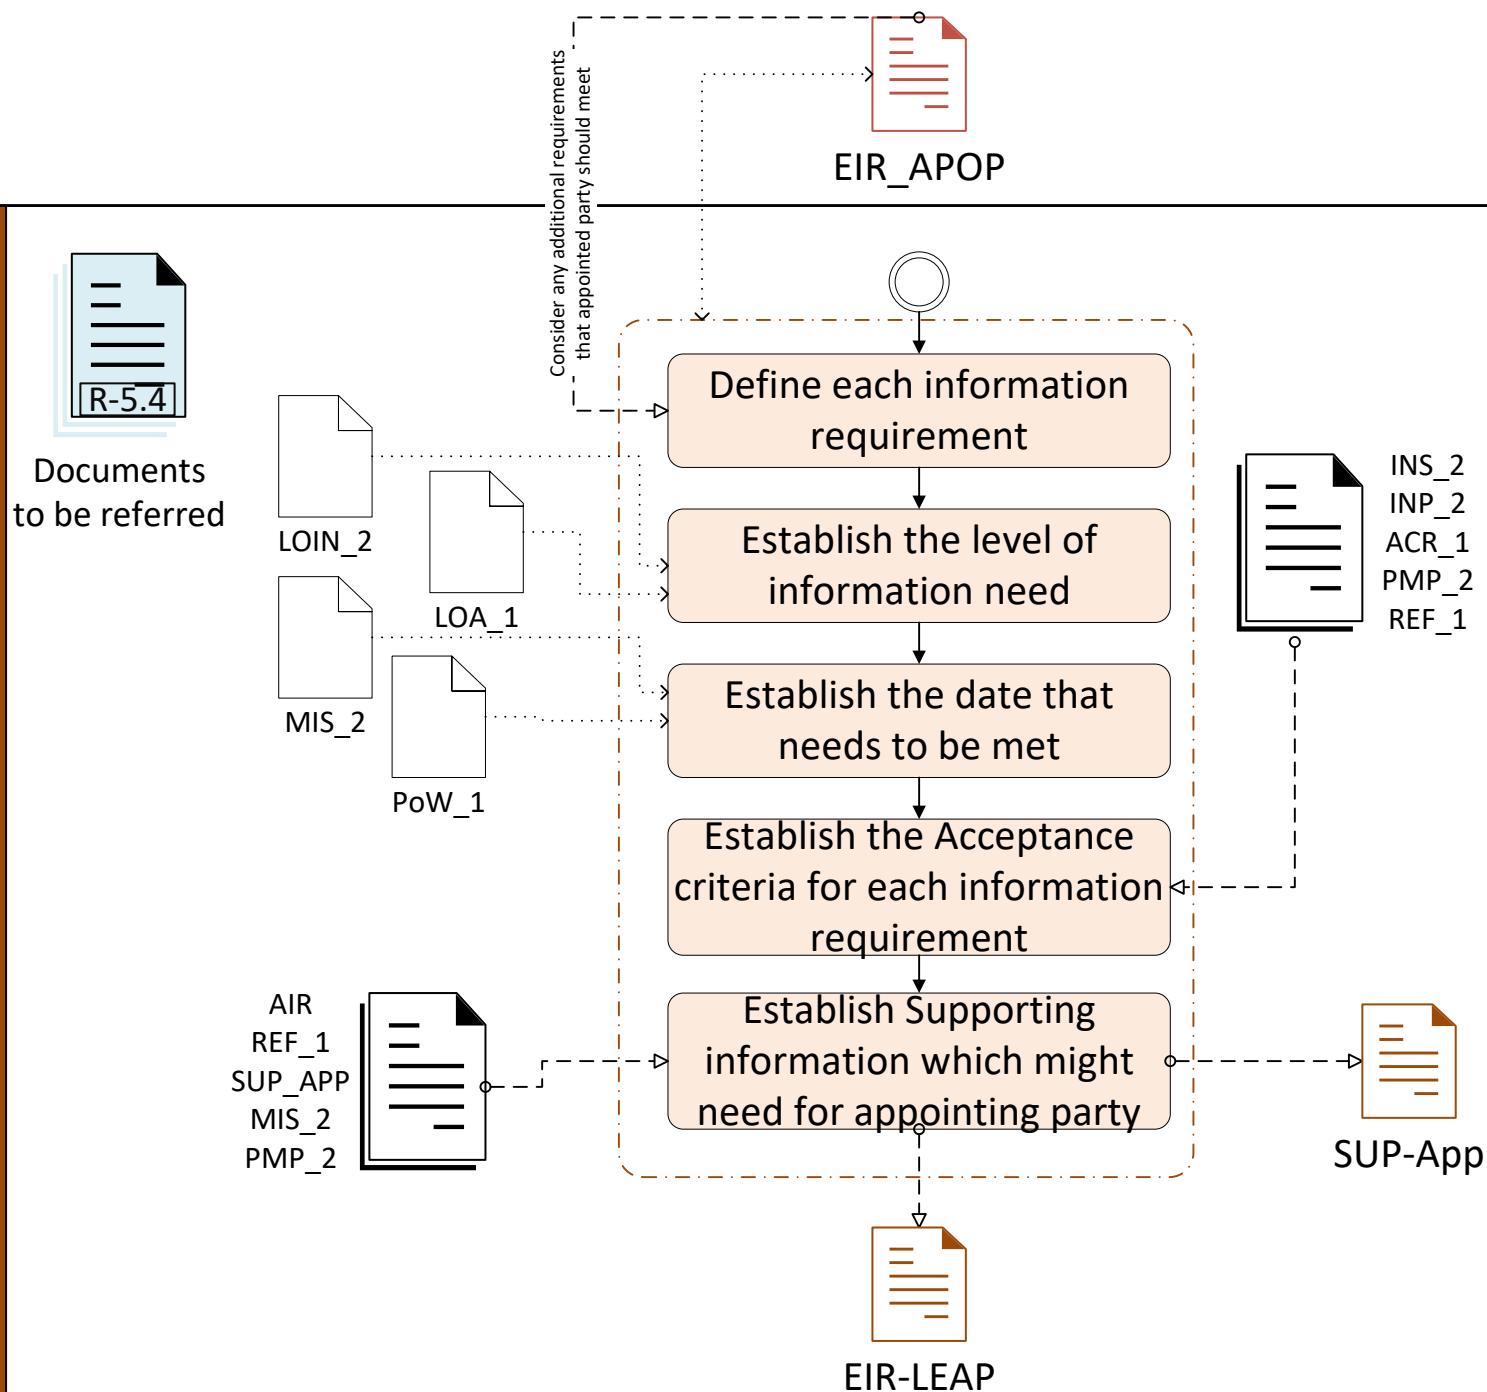 EIR_APOP
Consider any additional requirements
that appointed party should meet
R-5.4
Documents
to be referred
Define each information
requirement
LOIN_2
LOA_1
Establish the level of
information need
INS_2
INP_2
ACR_1
PMP_2
REF_1
MIS_2
PoW_1
Establish the date that
needs to be met
Establish the Acceptance
criteria for each information
requirement
AIR
REF_1
SUP_APP
MIS_2
PMP_2
Establish Supporting
information which might
need for appointing party
SUP-App
EIR-LEAP